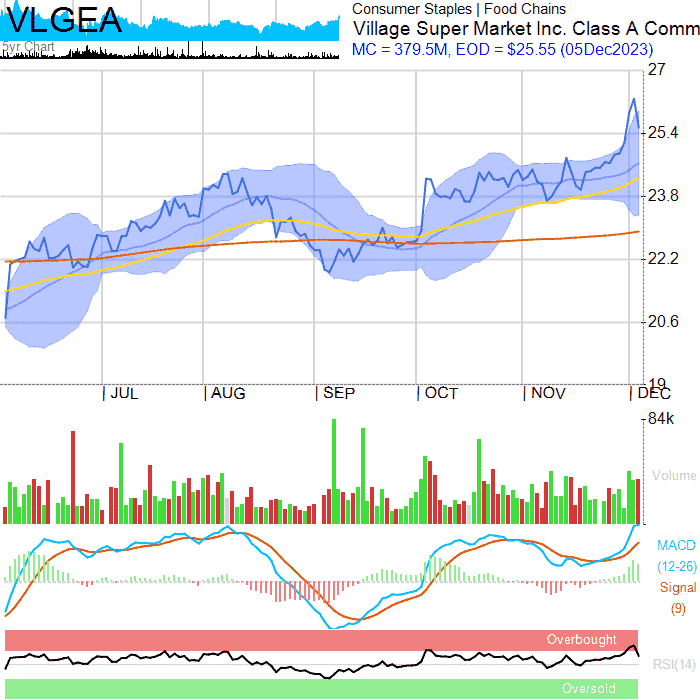 VLGEA
5yr Chart
Consumer Staples | Food Chains
Village Super Market Inc. Class A Comm
MC = 379.5M, EOD = $25.55 (05Dec2023)
27
25.4
23.8
22.2
20.6
19
JUL
AUG
SEP
OCT
NOV
DEC
84k
Volume
MACD
(12-26)
Signal
(9)
Overbought
RSI(14)
Oversold